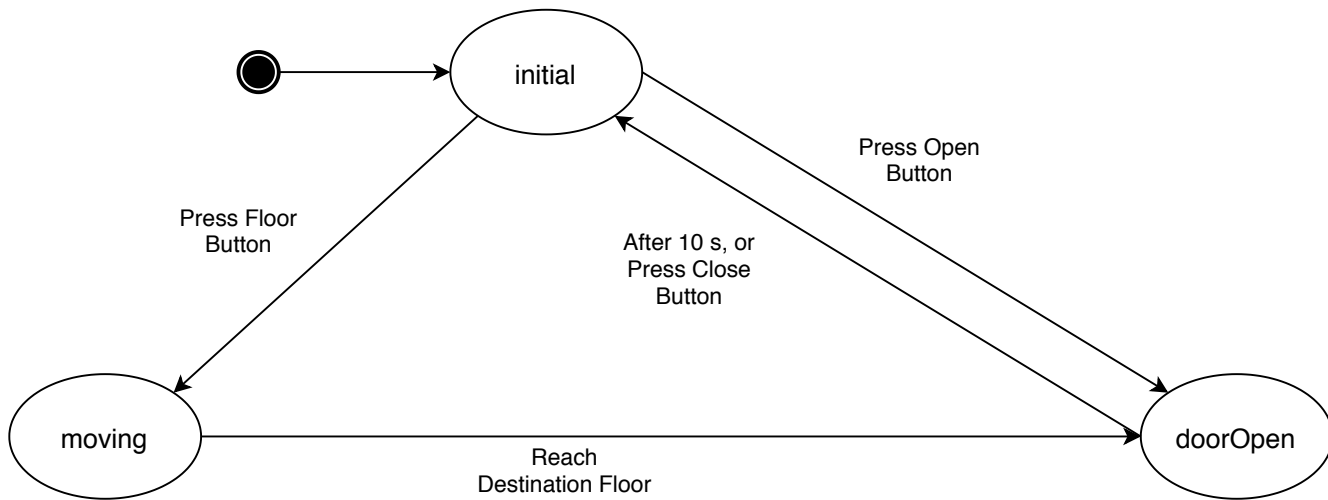 initial
Press Open
Button
Press Floor
Button
After 10 s, or
Press Close
Button
moving
doorOpen
Reach
Destination Floor